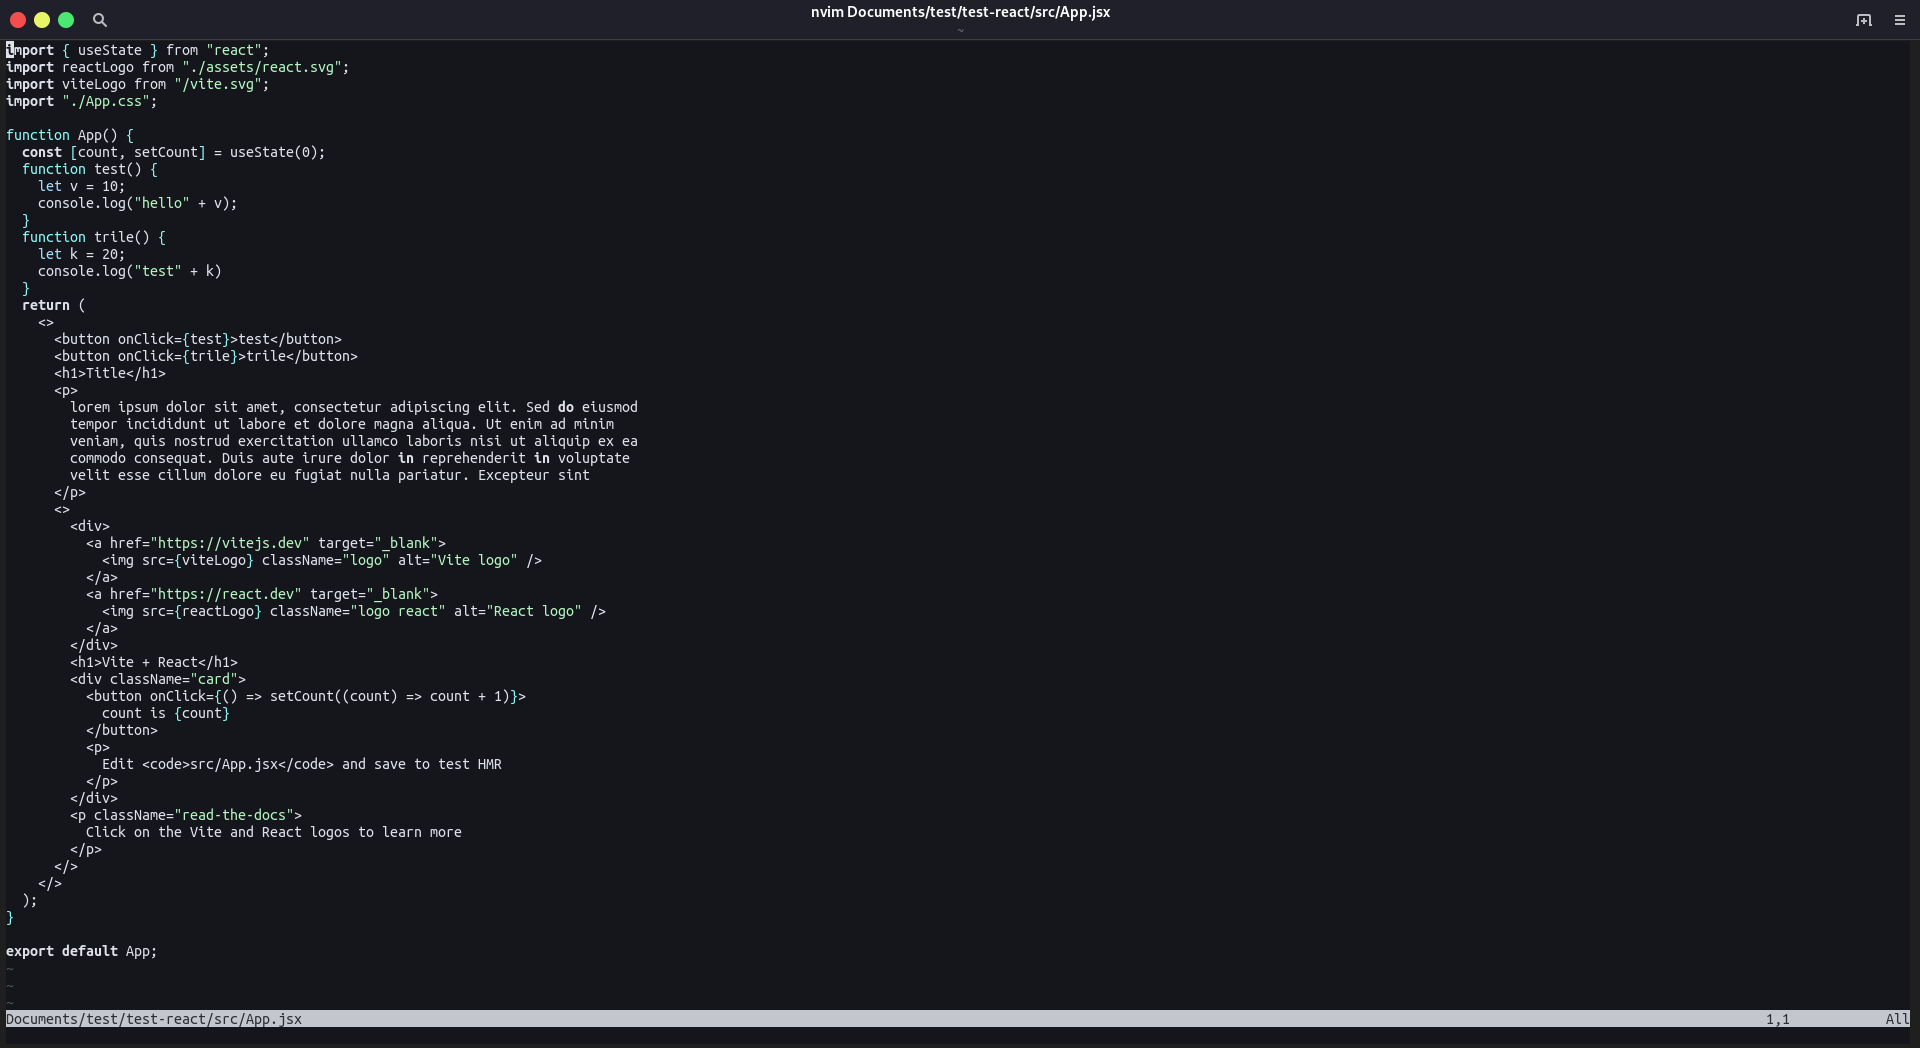 nvim Documents/test/test-react/src/App.jsx
~
import { useState } from "react";
import reactLogo from "./assets/react.svg";
import viteLogo from "/vite.svg";
import "./App.css";

function App() {
  const [count, setCount] = useState(0);
  function test() {
    let v = 10;
    console.log("hello" + v);
  }
  function trile() {
    let k = 20;
    console.log("test" + k)
  }
  return (
    <>
      <button onClick={test}>test</button>
      <button onClick={trile}>trile</button>
      <h1>Title</h1>
      <p>
        lorem ipsum dolor sit amet, consectetur adipiscing elit. Sed do eiusmod
        tempor incididunt ut labore et dolore magna aliqua. Ut enim ad minim
        veniam, quis nostrud exercitation ullamco laboris nisi ut aliquip ex ea
        commodo consequat. Duis aute irure dolor in reprehenderit in voluptate
        velit esse cillum dolore eu fugiat nulla pariatur. Excepteur sint
      </p>
      <>
        <div>
          <a href="https://vitejs.dev" target="_blank">
            <img src={viteLogo} className="logo" alt="Vite logo" />
          </a>
          <a href="https://react.dev" target="_blank">
            <img src={reactLogo} className="logo react" alt="React logo" />
          </a>
        </div>
        <h1>Vite + React</h1>
        <div className="card">
          <button onClick={() => setCount((count) => count + 1)}>
            count is {count}
          </button>
          <p>
            Edit <code>src/App.jsx</code> and save to test HMR
          </p>
        </div>
        <p className="read-the-docs">
          Click on the Vite and React logos to learn more
        </p>
      </>
    </>
  );
}

export default App;
~
~
~
Documents/test/test-react/src/App.jsx 1,1 All